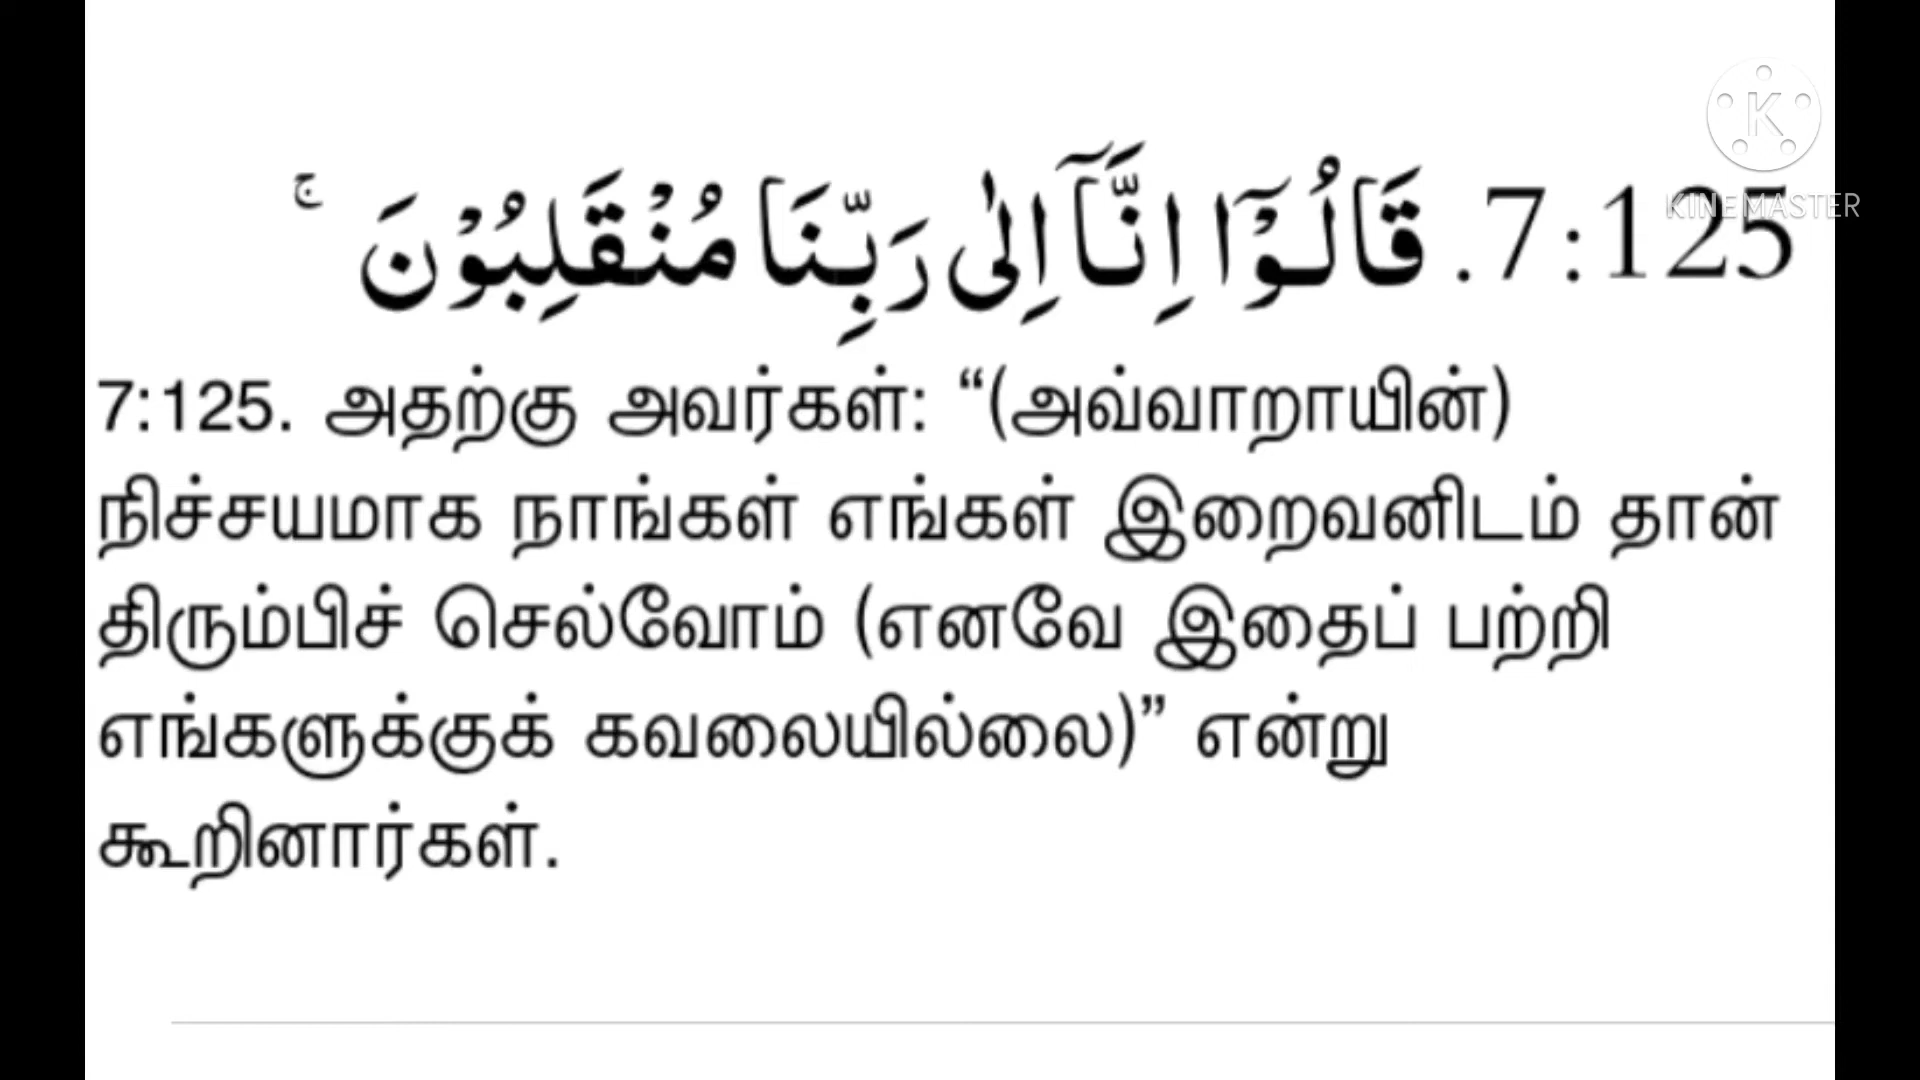 7:125. قَالُوْۤا اِنَّاۤ اِلٰى رَبِّنَا مُنْقَلِبُوْنَ ۚ
K
KINEMASTER
7:125. அதற்கு அவர்கள்: “(அவ்வாறாயின்)
நிச்சயமாக நாங்கள் எங்கள் இறைவனிடம் தான்
திரும்பிச் செல்வோம் (எனவே இதைப் பற்றி
எங்களுக்குக் கவலையில்லை)” என்று
கூறினார்கள்.